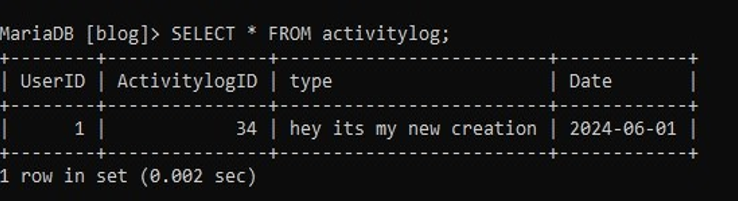 MariaDB [blog]> SELECT * FROM activitylog;
+--------+---------------+------------------------+------------+
| UserID | ActivitylogID | type                   | Date       |
+--------+---------------+------------------------+------------+
|      1 |            34 | hey its my new creation | 2024-06-01 |
+--------+---------------+------------------------+------------+
1 row in set (0.002 sec)